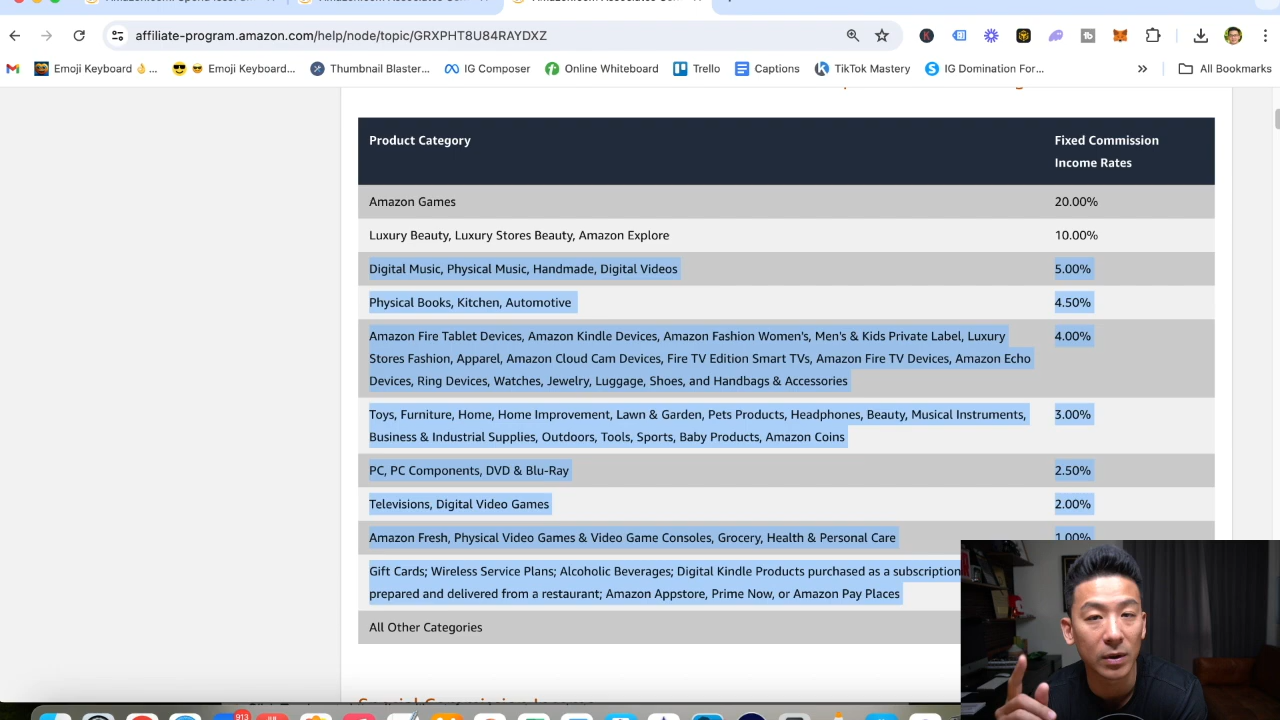 affiliate-program.amazon.com/help/node/topic/GRXPHT8U84RAYDXZ
Emoji Keyboard 👌 ...
😎 Emoji Keyboard...
Thumbnail Blaster...
IG Composer
Online Whiteboard
Trello
Captions
TikTok Mastery
IG Domination For...
All Bookmarks
Product Category
Fixed Commission
Income Rates
Amazon Games 20.00%
Luxury Beauty, Luxury Stores Beauty, Amazon Explore 10.00%
Digital Music, Physical Music, Handmade, Digital Videos 5.00%
Physical Books, Kitchen, Automotive 4.50%
Amazon Fire Tablet Devices, Amazon Kindle Devices, Amazon Fashion Women's, Men's & Kids Private Label, Luxury 4.00%
Stores Fashion, Apparel, Amazon Cloud Cam Devices, Fire TV Edition Smart TVs, Amazon Fire TV Devices, Amazon Echo
Devices, Ring Devices, Watches, Jewelry, Luggage, Shoes, and Handbags & Accessories
Toys, Furniture, Home, Home Improvement, Lawn & Garden, Pets Products, Headphones, Beauty, Musical Instruments, 3.00%
Business & Industrial Supplies, Outdoors, Tools, Sports, Baby Products, Amazon Coins
PC, PC Components, DVD & Blu-Ray 2.50%
Televisions, Digital Video Games 2.00%
Amazon Fresh, Physical Video Games & Video Game Consoles, Grocery, Health & Personal Care 1.00%
Gift Cards; Wireless Service Plans; Alcoholic Beverages; Digital Kindle Products purchased as a subscription
prepared and delivered from a restaurant; Amazon Appstore, Prime Now, or Amazon Pay Places
All Other Categories
913